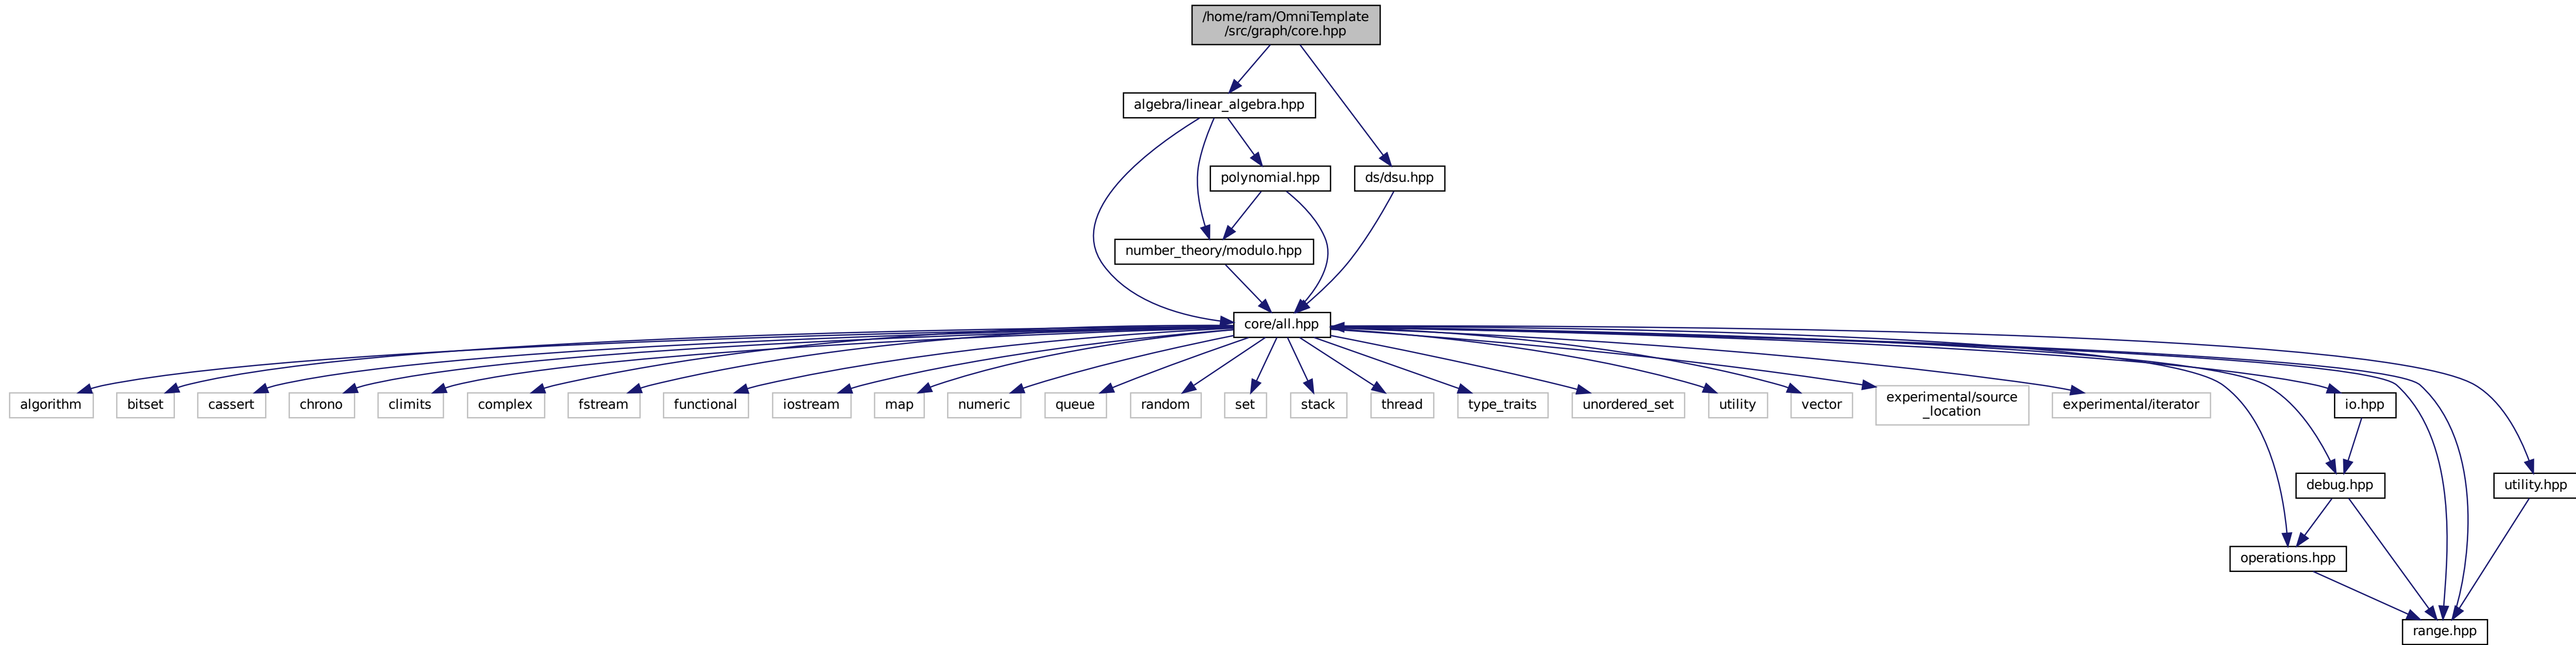 /home/ram/OmniTemplate
/src/graph/core.hpp
algebra/linear_algebra.hpp
polynomial.hpp
ds/dsu.hpp
number_theory/modulo.hpp
core/all.hpp
algorithm
bitset
cassert
chrono
climits
complex
fstream
functional
iostream
map
numeric
queue
random
set
stack
thread
type_traits
unordered_set
utility
vector
experimental/source
_location
experimental/iterator
io.hpp
debug.hpp
utility.hpp
operations.hpp
range.hpp